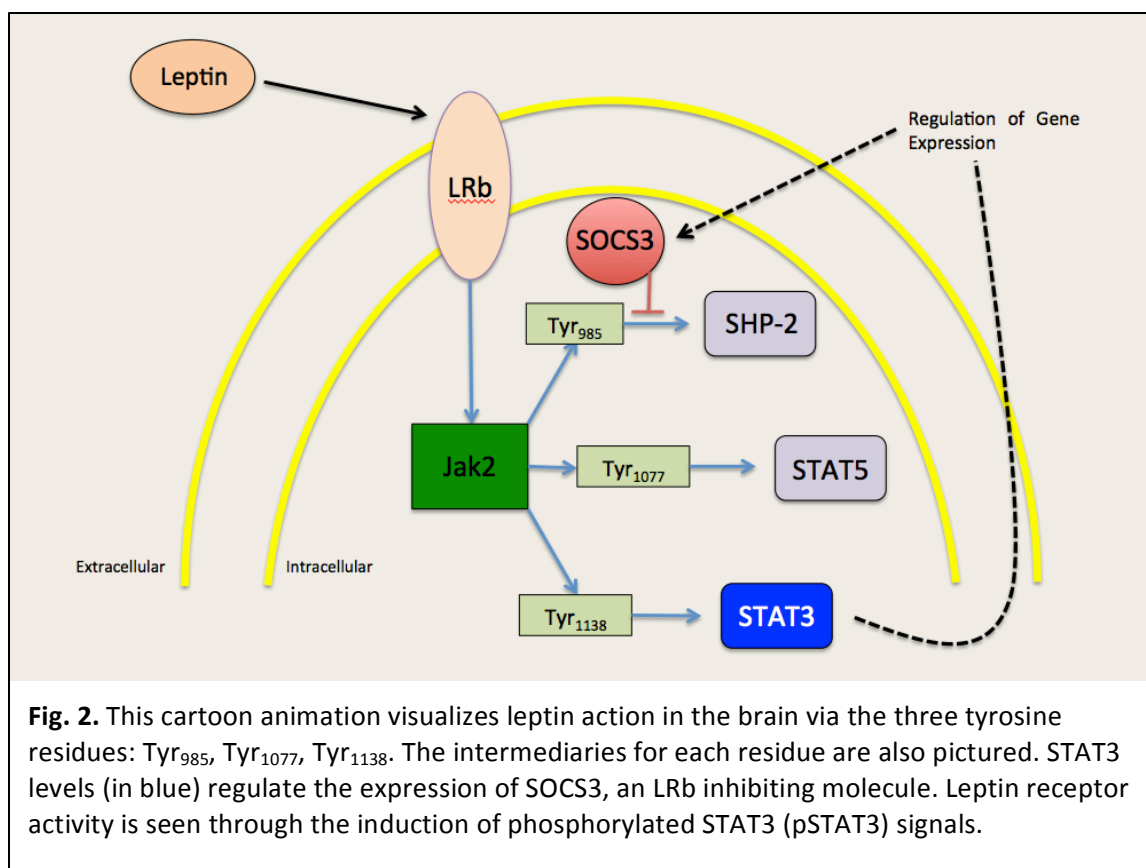 Leptin
LRb
Regulation of Gene
Expression
SOCS3
Tyr985
SHP-2
Jak2
Tyr1077
STAT5
Extracellular
Intracellular
Tyr1138
STAT3
Fig. 2. This cartoon animation visualizes leptin action in the brain via the three tyrosine
residues: Tyr985, Tyr1077, Tyr1138. The intermediaries for each residue are also pictured. STAT3
levels (in blue) regulate the expression of SOCS3, an LRb inhibiting molecule. Leptin receptor
activity is seen through the induction of phosphorylated STAT3 (pSTAT3) signals.